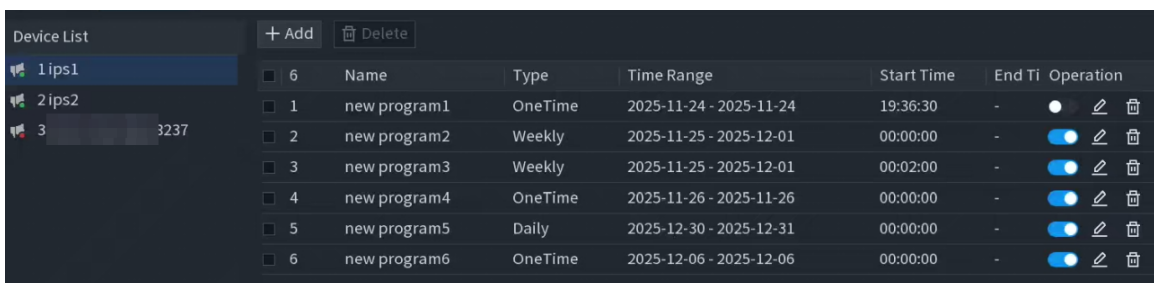 Device List
+ Add
Delete
1 ips1
2 ips2
3 3237
6 Name Type Time Range Start Time End Ti Operation
1 new program1 OneTime 2025-11-24 - 2025-11-24 19:36:30 -
2 new program2 Weekly 2025-11-25 - 2025-12-01 00:00:00 -
3 new program3 Weekly 2025-11-25 - 2025-12-01 00:02:00 -
4 new program4 OneTime 2025-11-26 - 2025-11-26 00:00:00 -
5 new program5 Daily 2025-12-30 - 2025-12-31 00:00:00 -
6 new program6 OneTime 2025-12-06 - 2025-12-06 00:00:00 -